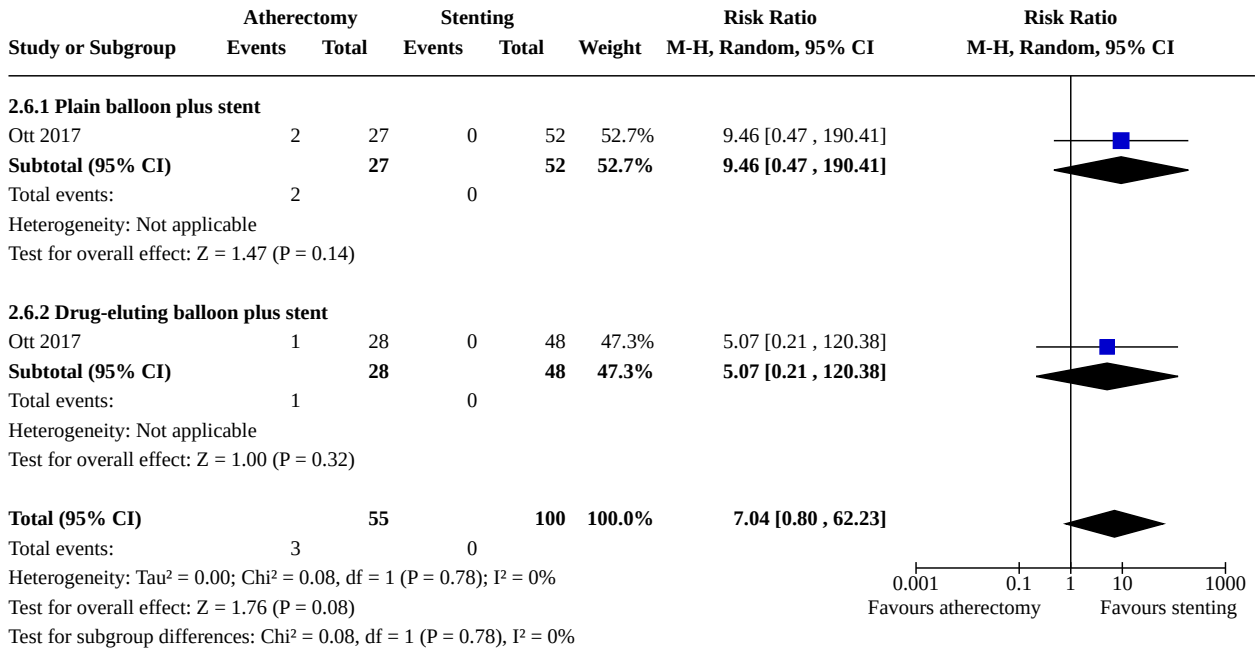 Atherectomy Stenting Risk Ratio Risk Ratio
Study or Subgroup Events Total Events Total Weight M-H, Random, 95% CI M-H, Random, 95% CI
2.6.1 Plain balloon plus stent
Ott 2017 2 27 0 52 52.7% 9.46 [0.47 , 190.41]
Subtotal (95% CI) 27 52 52.7% 9.46 [0.47 , 190.41]
Total events: 2 0
Heterogeneity: Not applicable
Test for overall effect: Z = 1.47 (P = 0.14)
2.6.2 Drug-eluting balloon plus stent
Ott 2017 1 28 0 48 47.3% 5.07 [0.21 , 120.38]
Subtotal (95% CI) 28 48 47.3% 5.07 [0.21 , 120.38]
Total events: 1 0
Heterogeneity: Not applicable
Test for overall effect: Z = 1.00 (P = 0.32)
Total (95% CI) 55 100 100.0% 7.04 [0.80 , 62.23]
Total events: 3 0
Heterogeneity: Tau² = 0.00; Chi² = 0.08, df = 1 (P = 0.78); I² = 0%
0.001 0.1 1 10 1000
Test for overall effect: Z = 1.76 (P = 0.08) Favours atherectomy Favours stenting
Test for subgroup differences: Chi² = 0.08, df = 1 (P = 0.78), I² = 0%